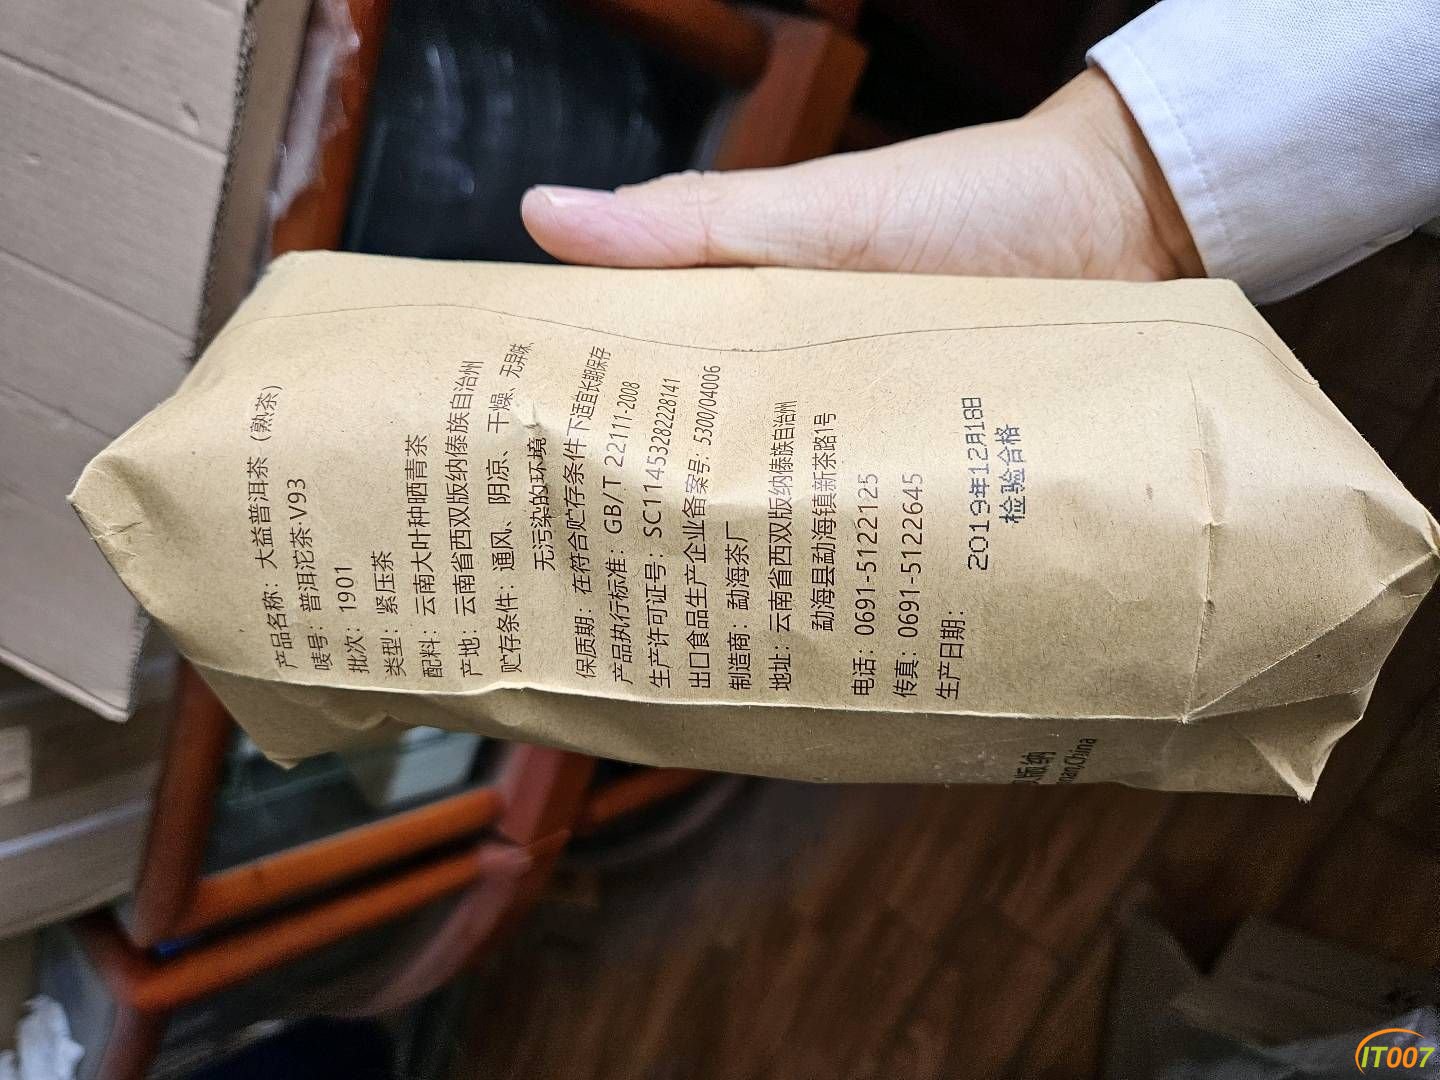 产品名称：大益普洱茶（熟茶）
唛号：普洱沱茶·V93
批次：1901
类型：紧压茶
配料：云南大叶种晒青茶
产地：云南省西双版纳傣族自治州
贮存条件：通风、阴凉、干燥、无异味、
无污染的环境
保质期：在符合贮存条件下适宜长期保存
产品执行标准：GB/T 22111-2008
生产许可证号：SC11453282228141
出口食品生产企业备案号：5300/04006
制造商：勐海茶厂
地址：云南省西双版纳傣族自治州
勐海县勐海镇新茶路1号
电话：0691-5122125
传真：0691-5122645
生产日期：
2019年12月18日
检验合格
版纳
China
IT007